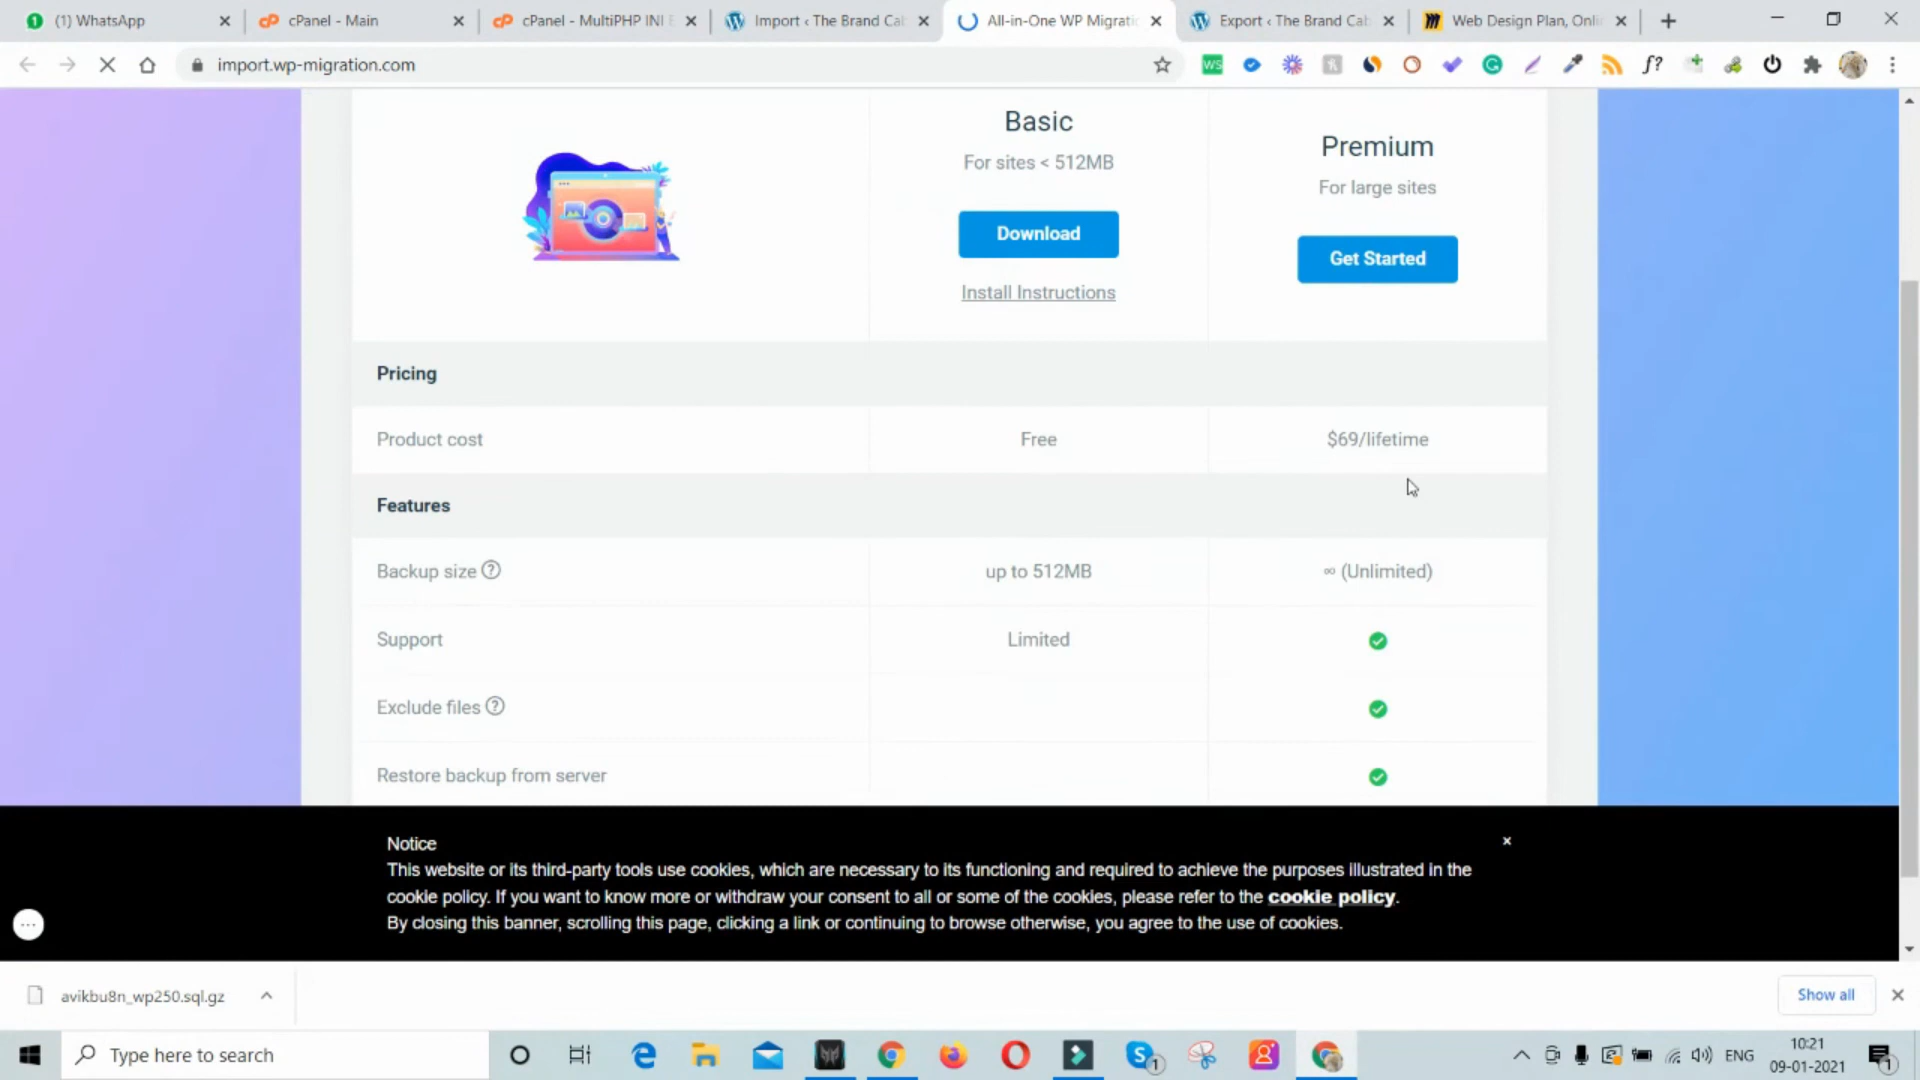 (1) WhatsApp
cPanel - Main
cPanel - MultiPHP INI E
Import ‹ The Brand Cab
All-in-One WP Migratio
Export ‹ The Brand Cab
Web Design Plan, Onli
import.wp-migration.com
Basic
For sites < 512MB
Download
Install Instructions
Premium
For large sites
Get Started
Pricing
Product cost
Free
$69/lifetime
Features
Backup size
up to 512MB
∞ (Unlimited)
Support
Limited
Exclude files
Restore backup from server
Notice
This website or its third-party tools use cookies, which are necessary to its functioning and required to achieve the purposes illustrated in the
cookie policy. If you want to know more or withdraw your consent to all or some of the cookies, please refer to the cookie policy.
By closing this banner, scrolling this page, clicking a link or continuing to browse otherwise, you agree to the use of cookies.
avikbu8n_wp250.sql.gz
Show all
Type here to search
ENG
10:21
09-01-2021